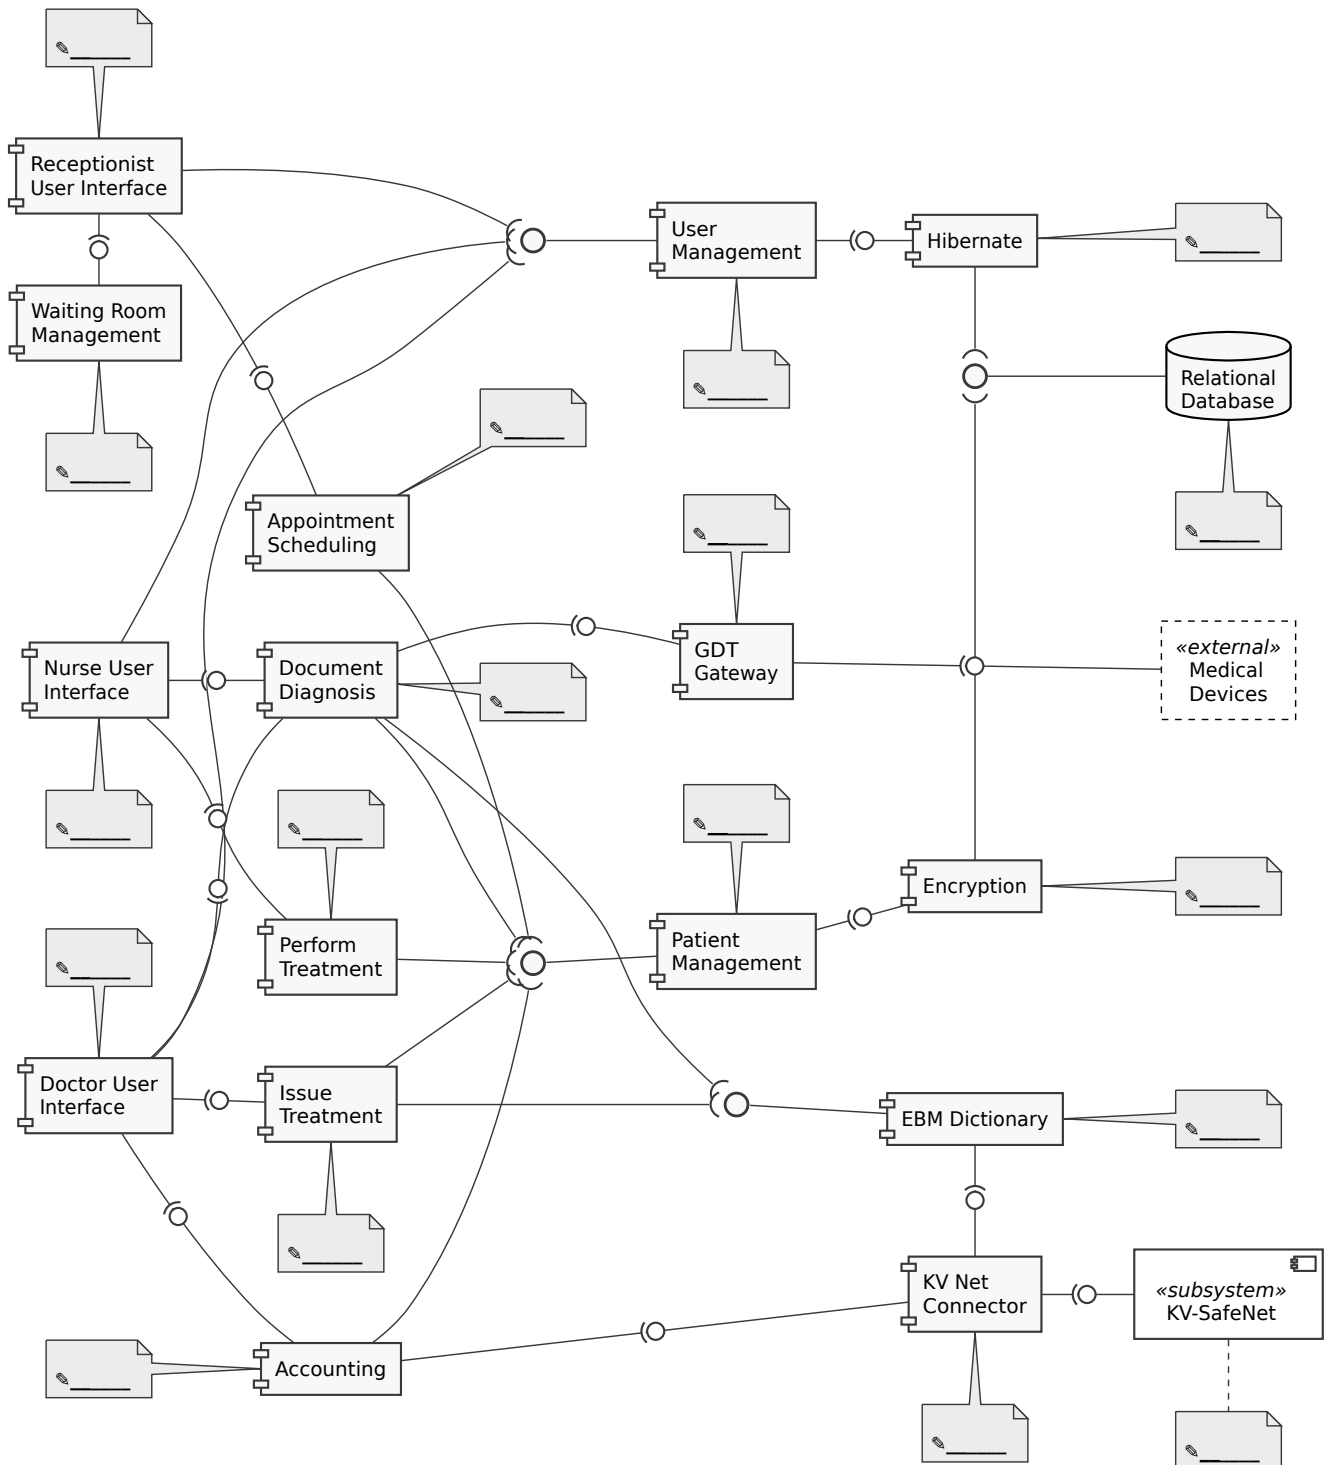 Receptionist
User Interface
User
Management
Hibernate
Waiting Room
Management
Relational
Database
Appointment
Scheduling
Nurse User
Interface
Document
Diagnosis
GDT
Gateway
«external»
Medical
Devices
Encryption
Perform
Treatment
Patient
Management
Doctor User
Interface
Issue
Treatment
EBM Dictionary
KV Net
Connector
«subsystem»
KV-SafeNet
Accounting